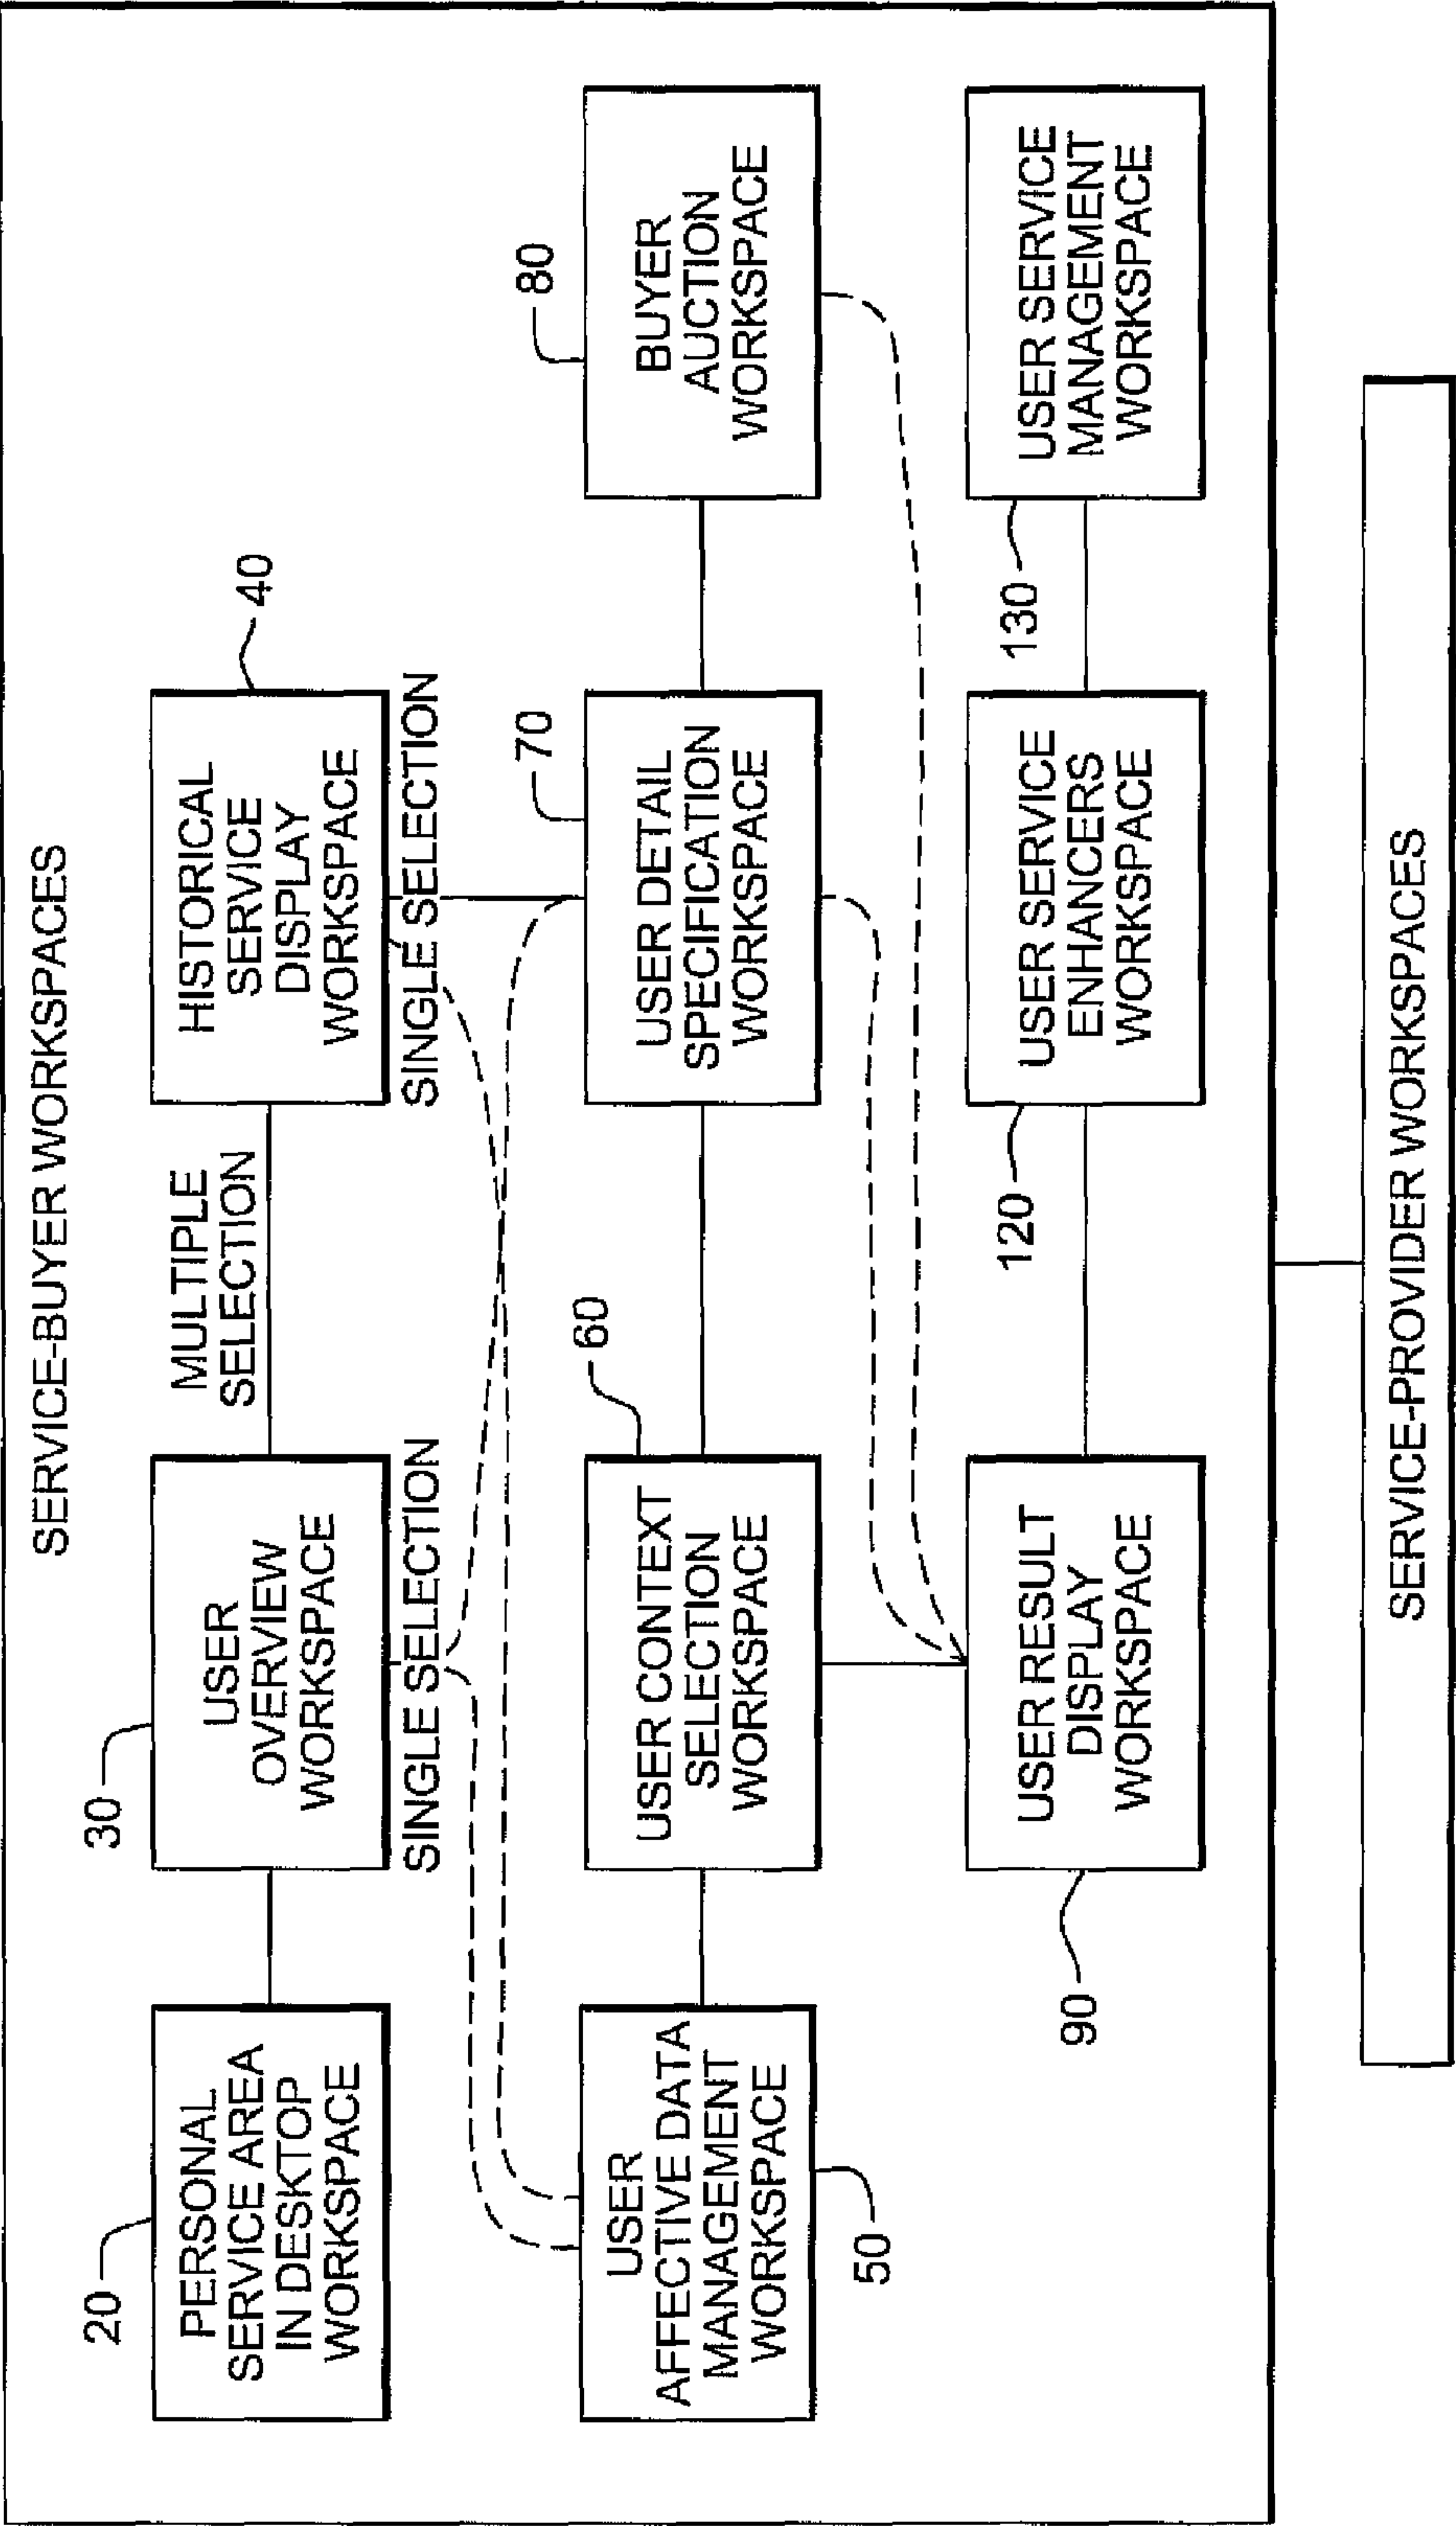 SERVICE-BUYER WORKSPACES
20
PERSONAL
SERVICE AREA
IN DESKTOP
WORKSPACE
30
USER
OVERVIEW
WORKSPACE
SINGLE SELECTION
MULTIPLE
SELECTION
40
HISTORICAL
SERVICE
DISPLAY
WORKSPACE
SINGLE SELECTION
50
USER
AFFECTIVE DATA
MANAGEMENT
WORKSPACE
60
USER CONTEXT
SELECTION
WORKSPACE
70
USER DETAIL
SPECIFICATION
WORKSPACE
80
BUYER
AUCTION
WORKSPACE
90
USER RESULT
DISPLAY
WORKSPACE
120
USER SERVICE
ENHANCERS
WORKSPACE
130
USER SERVICE
MANAGEMENT
WORKSPACE
SERVICE-PROVIDER WORKSPACES